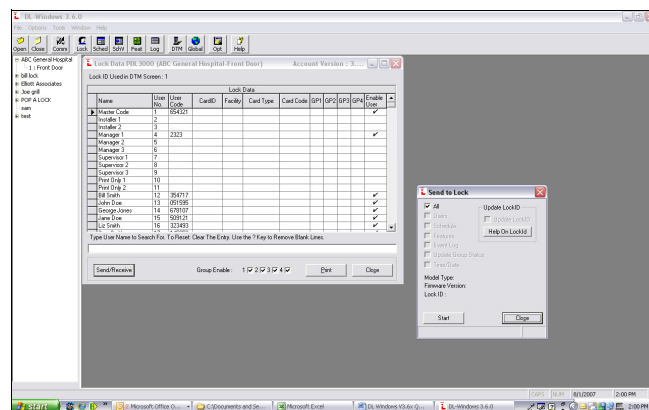 DL-Windows 3.6.0
File Options Tools Window Help
Open Close Comm Lock Sched SchV Feat Log DTM Global Opt Help
ABC General Hospital
1 : Front Door
bill lock
Elliott Associates
Joe grill
POP A LOCK
sam
test
Lock Data PDL3000 (ABC General Hospital-Front Door) Account Version : 3....
Lock ID Used in DTM Screen : 1
Lock Data
Name User No. User Code CardID Facility Card Type Card Code GP1 GP2 GP3 GP4 Enable User
Master Code 1 654321
Installer 1 2
Installer 2 3
Manager 1 4 2323
Manager 2 5
Manager 3 6
Supervisor 1 7
Supervisor 2 8
Supervisor 3 9
Print Only 1 10
Print Only 2 11
Bill Smith 12 354717
John Doe 13 051595
George Jones 14 678107
Jane Doe 15 509121
Liz Smith 16 323493
Type User Name to Search For. To Reset: Clear The Entry. Use the ? Key to Remove Blank Lines.
Send/Receive Group Enable : 1 2 3 4 Print Close
Send to Lock
All
Users
Schedule
Features
Event Log
Update Group Status
Time/Date
Update LockID
Update LockID
Help On LockId
Model Type:
Firmware Version:
Lock ID :
Start Close
CAPS NUM 8/1/2007 2:00 PM
start 2 Microsoft Office O... C:\Documents and Se... Microsoft Excel DL Windows V3.6x Q... DL-Windows 3.6.0 2:00 PM